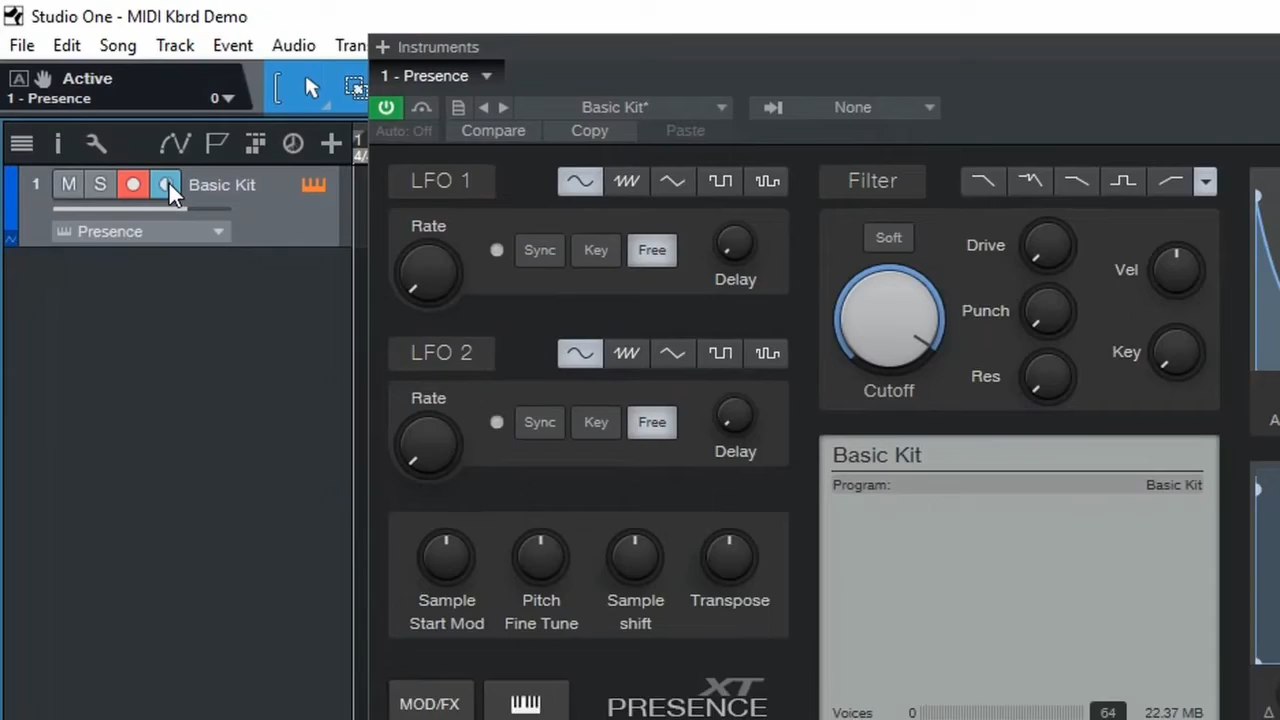 Studio One - MIDI Kbrd Demo
File Edit Song Track Event Audio Tran
+ Instruments
A Active
1 - Presence 0
1 - Presence
Basic Kit* None
Auto: Off Compare Copy Paste
1
4/
1 M S Basic Kit
Presence
LFO 1
Rate
Sync Key Free
Delay
LFO 2
Rate
Sync Key Free
Delay
Sample Start Mod
Pitch Fine Tune
Sample shift
Transpose
Filter
Soft
Cutoff
Drive
Punch
Res
Vel
Key
A
Basic Kit
Program: Basic Kit
Voices 0 64 22.37 MB
MOD/FX
PRESENCE XT